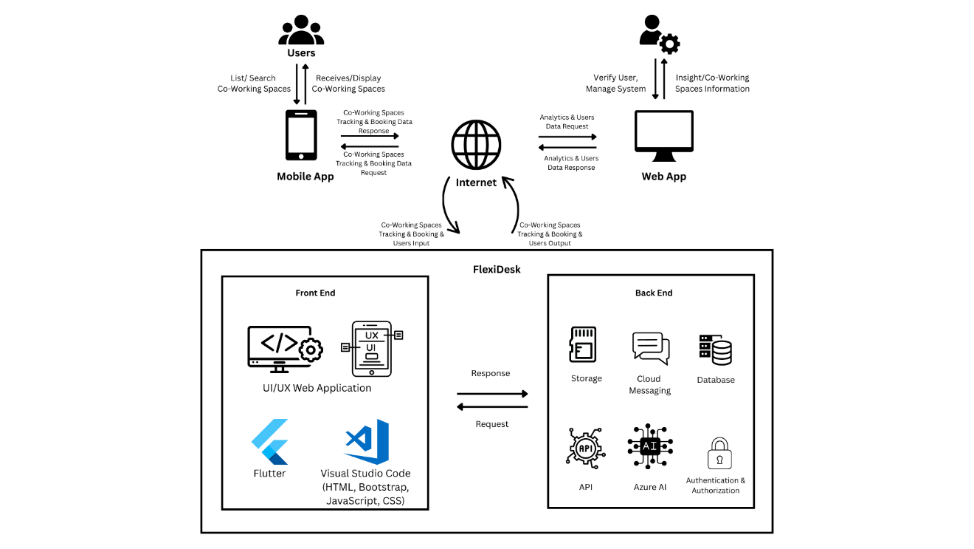 Users
List/ Search
Co-Working Spaces
Receives/Display
Co-Working Spaces
Verify User,
Manage System
Insight/Co-Working
Spaces Information
Co-Working Spaces
Tracking & Booking Data
Response
Co-Working Spaces
Tracking & Booking Data
Request
Mobile App
Internet
Analytics & Users
Data Request
Analytics & Users
Data Response
Web App
Co-Working Spaces
Tracking & Booking &
Users Input
Co-Working Spaces
Tracking & Booking &
Users Output
FlexiDesk
Front End
</>
UX
UI
UI/UX Web Application
Flutter
Visual Studio Code
(HTML, Bootstrap,
JavaScript, CSS)
Response
Request
Back End
Storage
Cloud
Messaging
Database
API
API
AI
Azure AI
Authentication &
Authorization